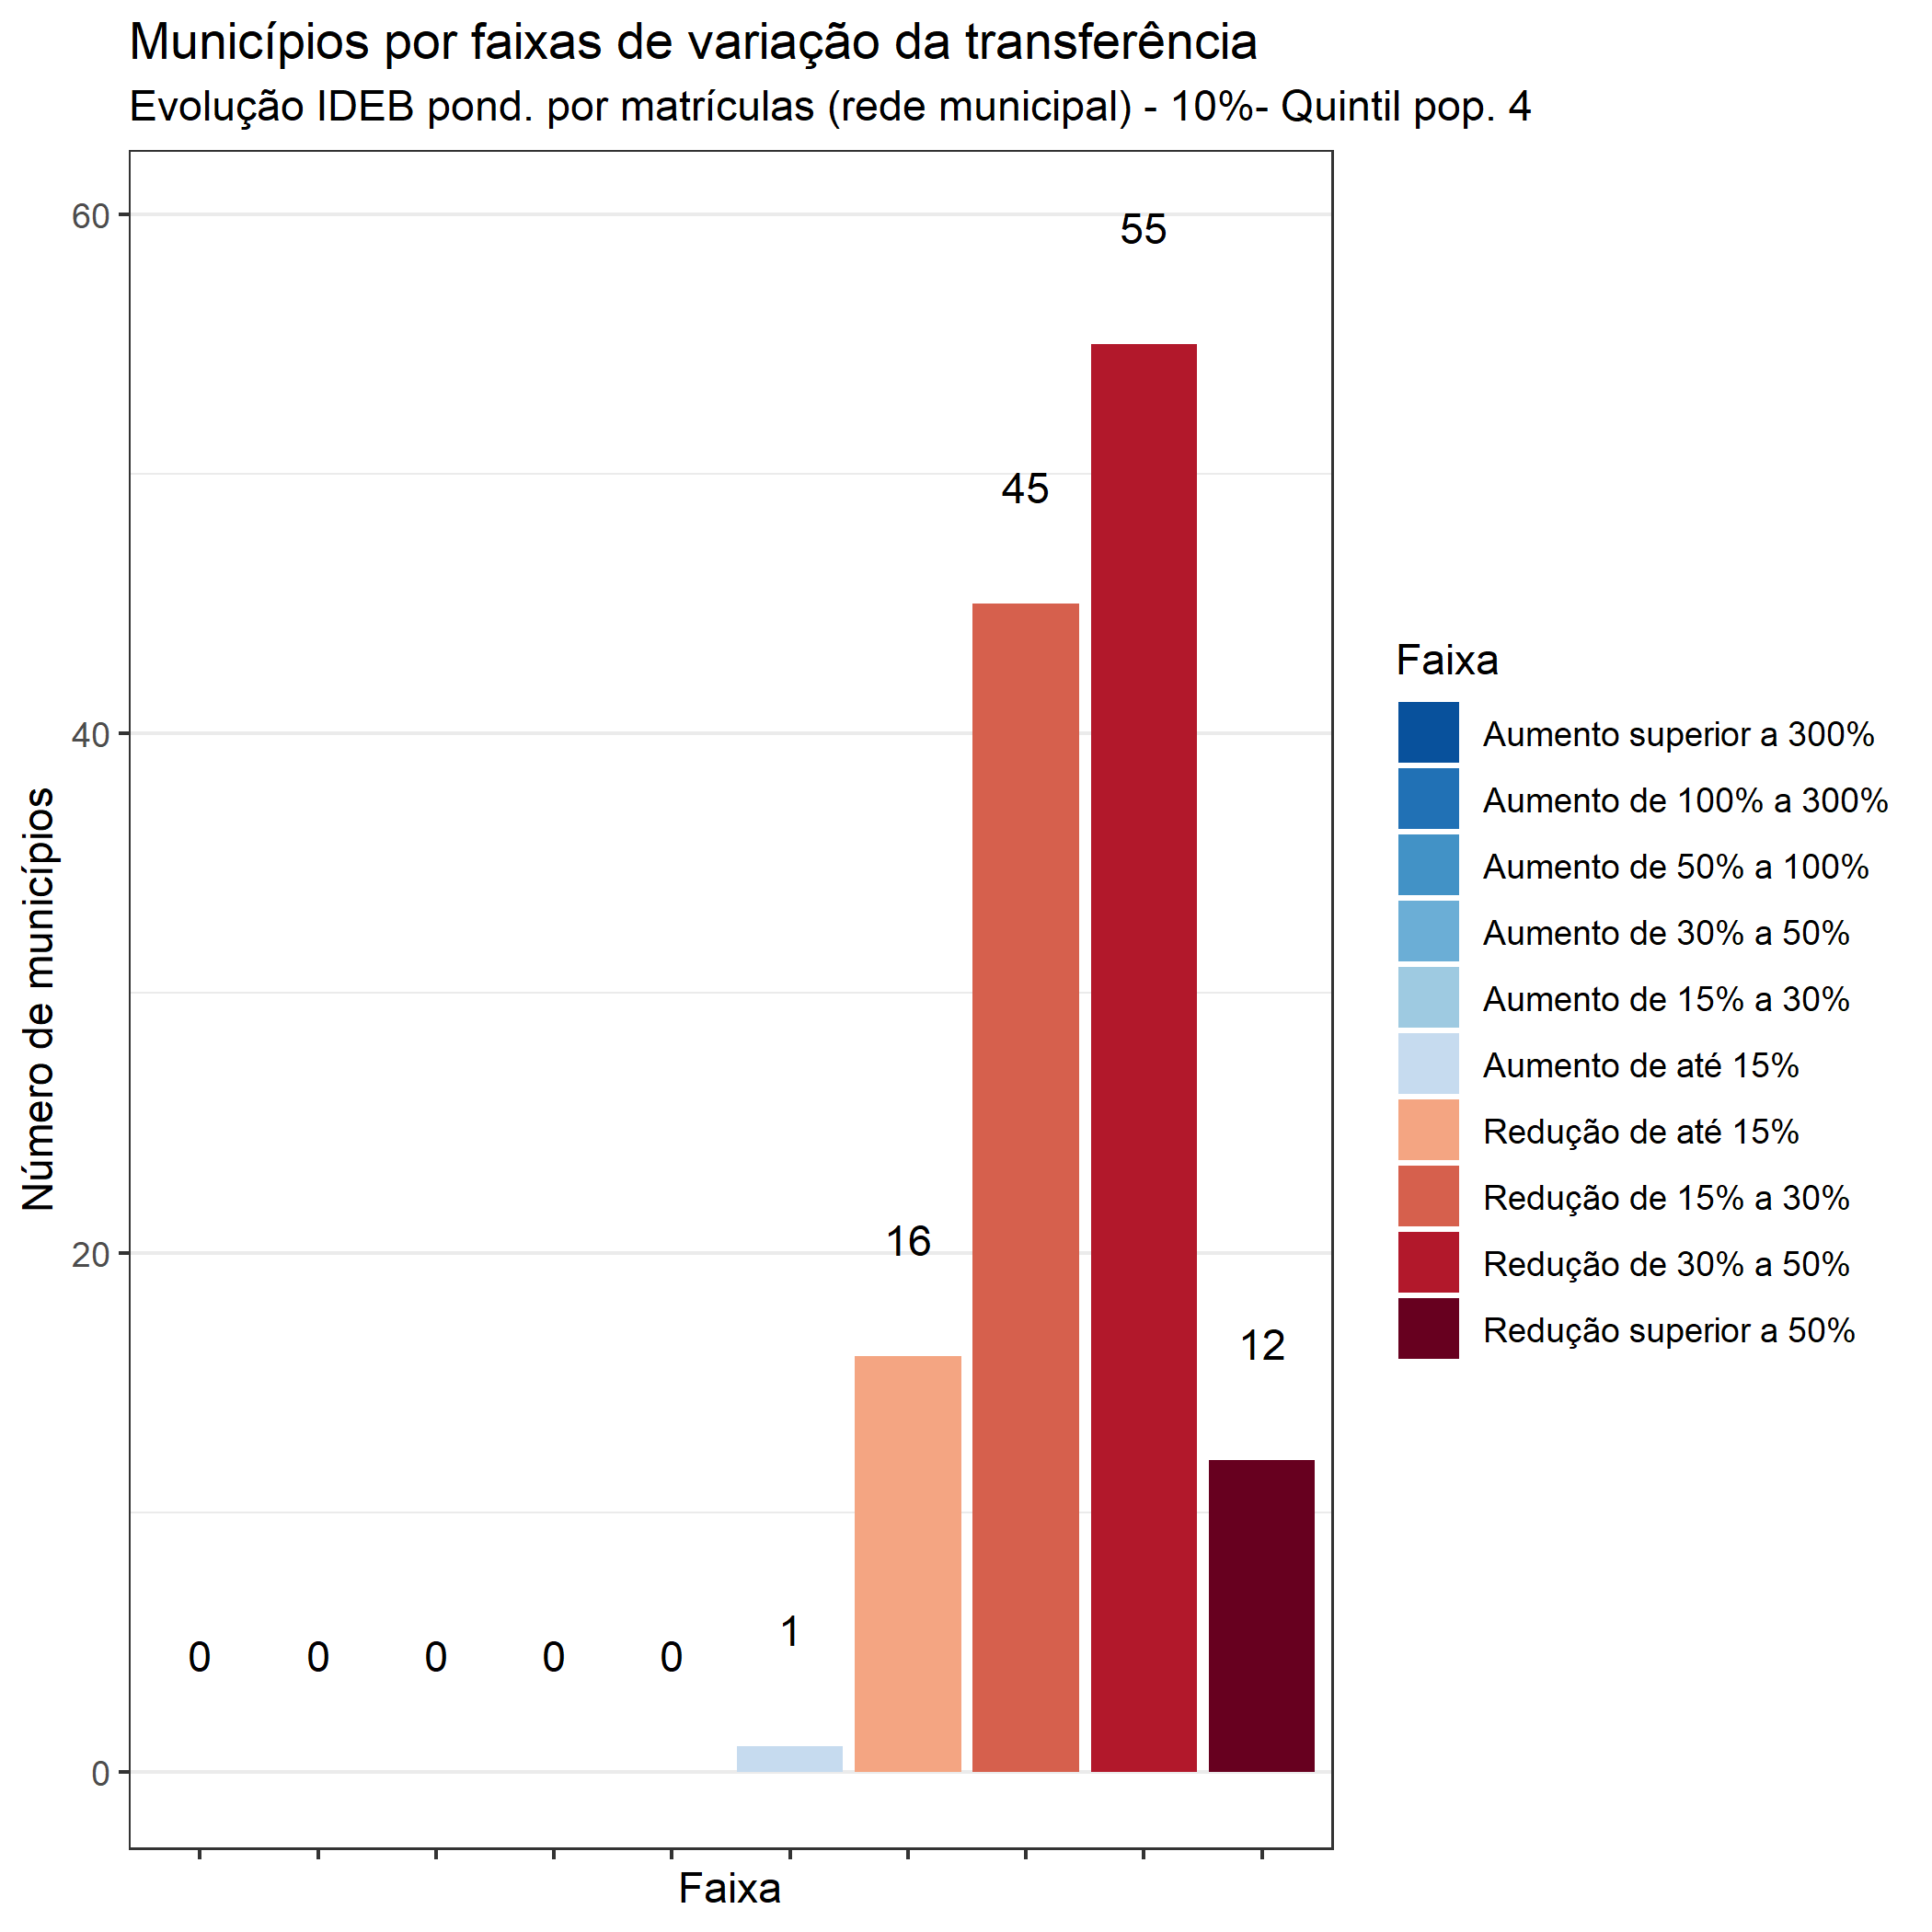 Municípios por faixas de variação da transferência
Evolução IDEB pond. por matrículas (rede municipal) - 10%- Quintil pop. 4
Número de municípios
60
40
20
0
0
0
0
0
0
1
16
45
55
12
Faixa
Faixa
Aumento superior a 300%
Aumento de 100% a 300%
Aumento de 50% a 100%
Aumento de 30% a 50%
Aumento de 15% a 30%
Aumento de até 15%
Redução de até 15%
Redução de 15% a 30%
Redução de 30% a 50%
Redução superior a 50%